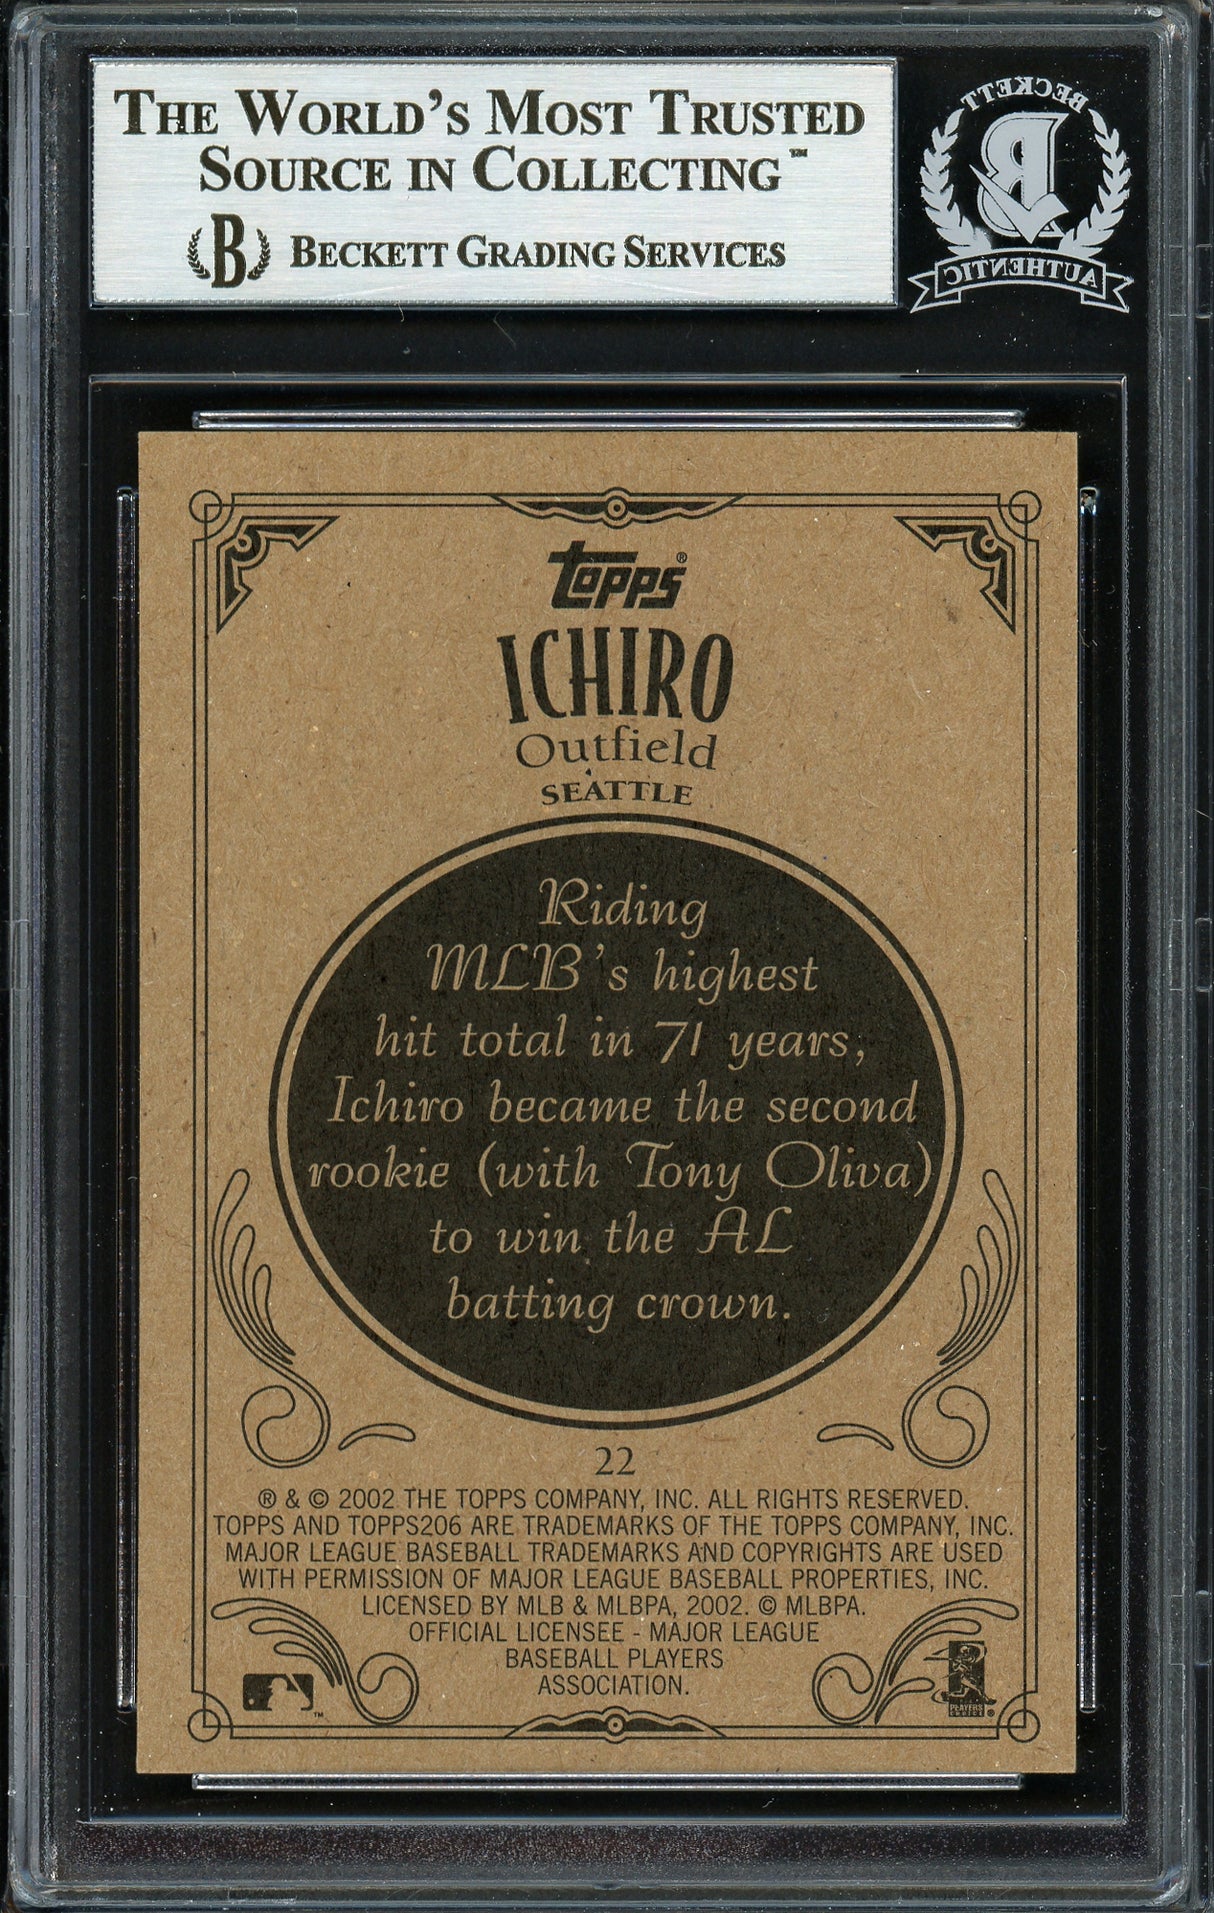 THE WORLD'S MOST TRUSTED
SOURCE IN COLLECTING™
B BECKETT GRADING SERVICES
BECKETT
B
AUTHENTIC
topps®
ICHIRO
Outfield
SEATTLE
Riding
MLB's highest
hit total in 71 years,
Ichiro became the second
rookie (with Tony Oliva)
to win the AL
batting crown.
22
® & © 2002 THE TOPPS COMPANY, INC. ALL RIGHTS RESERVED.
TOPPS AND TOPPS206 ARE TRADEMARKS OF THE TOPPS COMPANY, INC.
MAJOR LEAGUE BASEBALL TRADEMARKS AND COPYRIGHTS ARE USED
WITH PERMISSION OF MAJOR LEAGUE BASEBALL PROPERTIES, INC.
LICENSED BY MLB & MLBPA, 2002. © MLBPA.
OFFICIAL LICENSEE - MAJOR LEAGUE
BASEBALL PLAYERS
ASSOCIATION.
™
PLAYERS
CHOICE ®